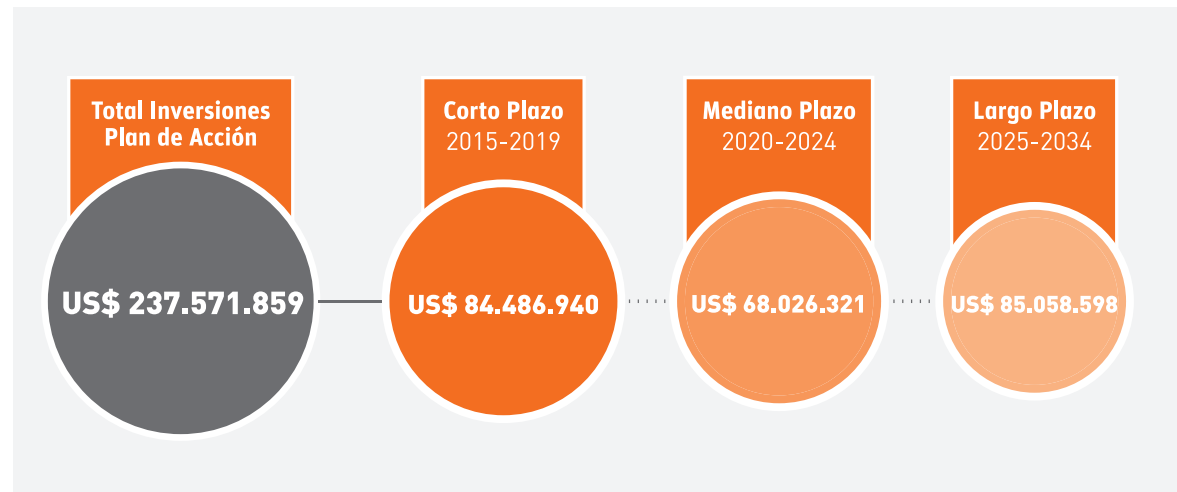 Total Inversiones
Plan de Acción
US$ 237.571.859
Corto Plazo
2015-2019
US$ 84.486.940
Mediano Plazo
2020-2024
US$ 68.026.321
Largo Plazo
2025-2034
US$ 85.058.598